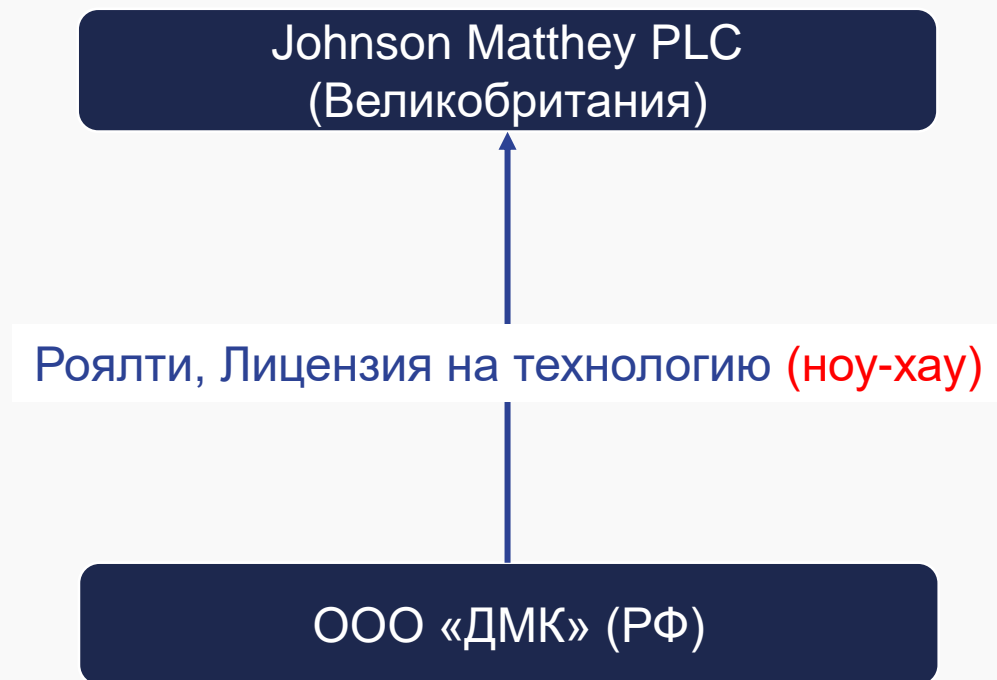 Johnson Matthey PLC
(Великобритания)
Роялти, Лицензия на технологию (ноу-хау)
ООО «ДМК» (РФ)